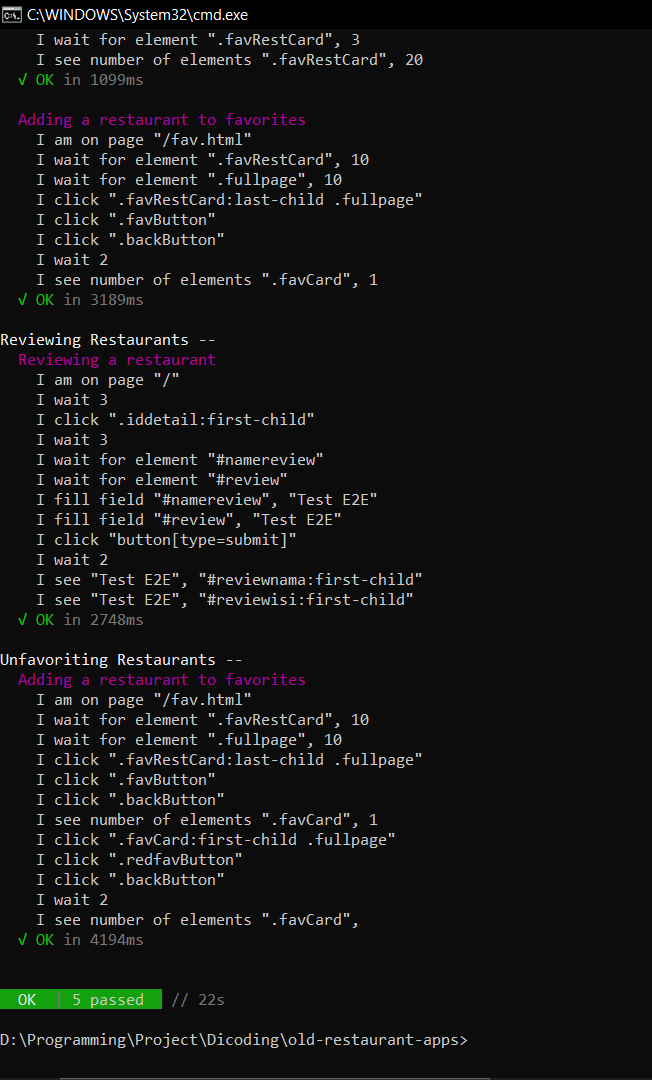 C:\WINDOWS\System32\cmd.exe
I wait for element ".favRestCard", 3
I see number of elements ".favRestCard", 20
√ OK in 1099ms
Adding a restaurant to favorites
I am on page "/fav.html"
I wait for element ".favRestCard", 10
I wait for element ".fullpage", 10
I click ".favRestCard:last-child .fullpage"
I click ".favButton"
I click ".backButton"
I wait 2
I see number of elements ".favCard", 1
√ OK in 3189ms
Reviewing Restaurants --
Reviewing a restaurant
I am on page "/"
I wait 3
I click ".iddetail:first-child"
I wait 3
I wait for element "#namereview"
I wait for element "#review"
I fill field "#namereview", "Test E2E"
I fill field "#review", "Test E2E"
I click "button[type=submit]"
I wait 2
I see "Test E2E", "#reviewnama:first-child"
I see "Test E2E", "#reviewisi:first-child"
√ OK in 2748ms
Unfavoriting Restaurants --
Adding a restaurant to favorites
I am on page "/fav.html"
I wait for element ".favRestCard", 10
I wait for element ".fullpage", 10
I click ".favRestCard:last-child .fullpage"
I click ".favButton"
I click ".backButton"
I see number of elements ".favCard", 1
I click ".favCard:first-child .fullpage"
I click ".redfavButton"
I click ".backButton"
I wait 2
I see number of elements ".favCard",
√ OK in 4194ms
OK | 5 passed // 22s
D:\Programming\Project\Dicoding\old-restaurant-apps>